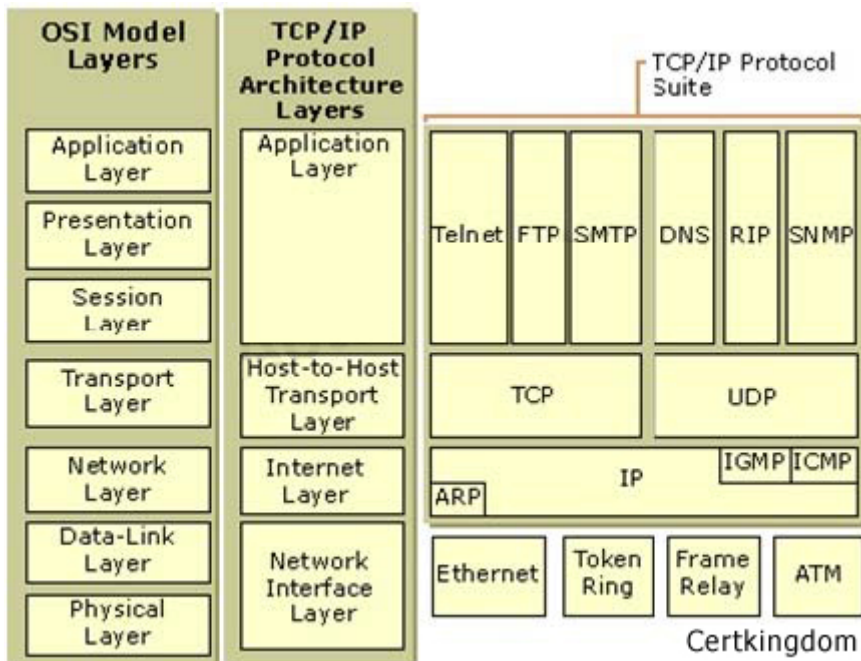 OSI Model
Layers
Application
Layer
Presentation
Layer
Session
Layer
Transport
Layer
Network
Layer
Data-Link
Layer
Physical
Layer
TCP/IP
Protocol
Architecture
Layers
Application
Layer
Host-to-Host
Transport
Layer
Internet
Layer
Network
Interface
Layer
TCP/IP Protocol
Suite
Telnet
FTP
SMTP
DNS
RIP
SNMP
TCP
UDP
IP
ARP
IGMP
ICMP
Ethernet
Token
Ring
Frame
Relay
ATM
Certkingdom